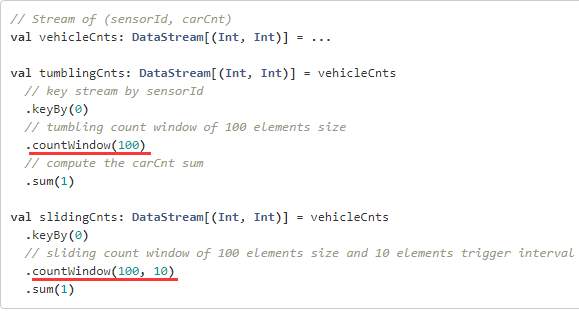 // Stream of (sensorId, carCnt)
val vehicleCnts: DataStream[(Int, Int)] = ...
val tumblingCnts: DataStream[(Int, Int)] = vehicleCnts
// key stream by sensorId
.keyBy(0)
// tumbling count window of 100 elements size
.countWindow(100)
// compute the carCnt sum
.sum(1)
val slidingCnts: DataStream[(Int, Int)] = vehicleCnts
.keyBy(0)
// sliding count window of 100 elements size and 10 elements trigger interval
.countWindow(100, 10)
.sum(1)